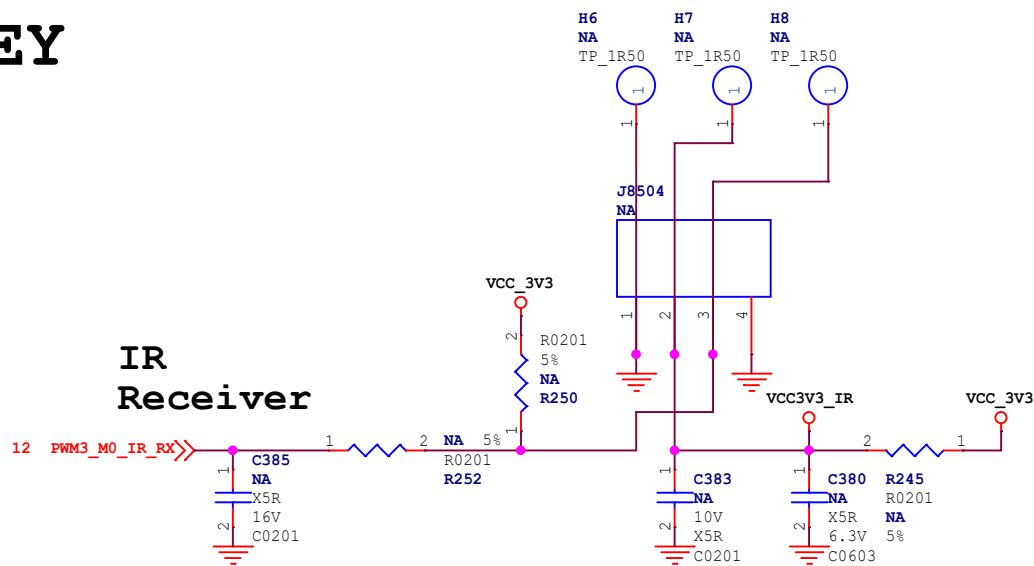 EY
H6
NA
TP_1R50
1
1
H7
NA
TP_1R50
1
1
H8
NA
TP_1R50
1
1
J8504
NA
1
2
3
4
VCC_3V3
2
R0201
5%
NA
R250
1
IR
Receiver
12 PWM3_M0_IR_RX
1
2
NA 5%
R0201
R252
1
C385
NA
X5R
16V
2
C0201
1
C383
NA
10V
2
X5R
C0201
VCC3V3_IR
1
C380
NA
X5R
2
6.3V
C0603
VCC_3V3
2
1
R245
R0201
NA
5%